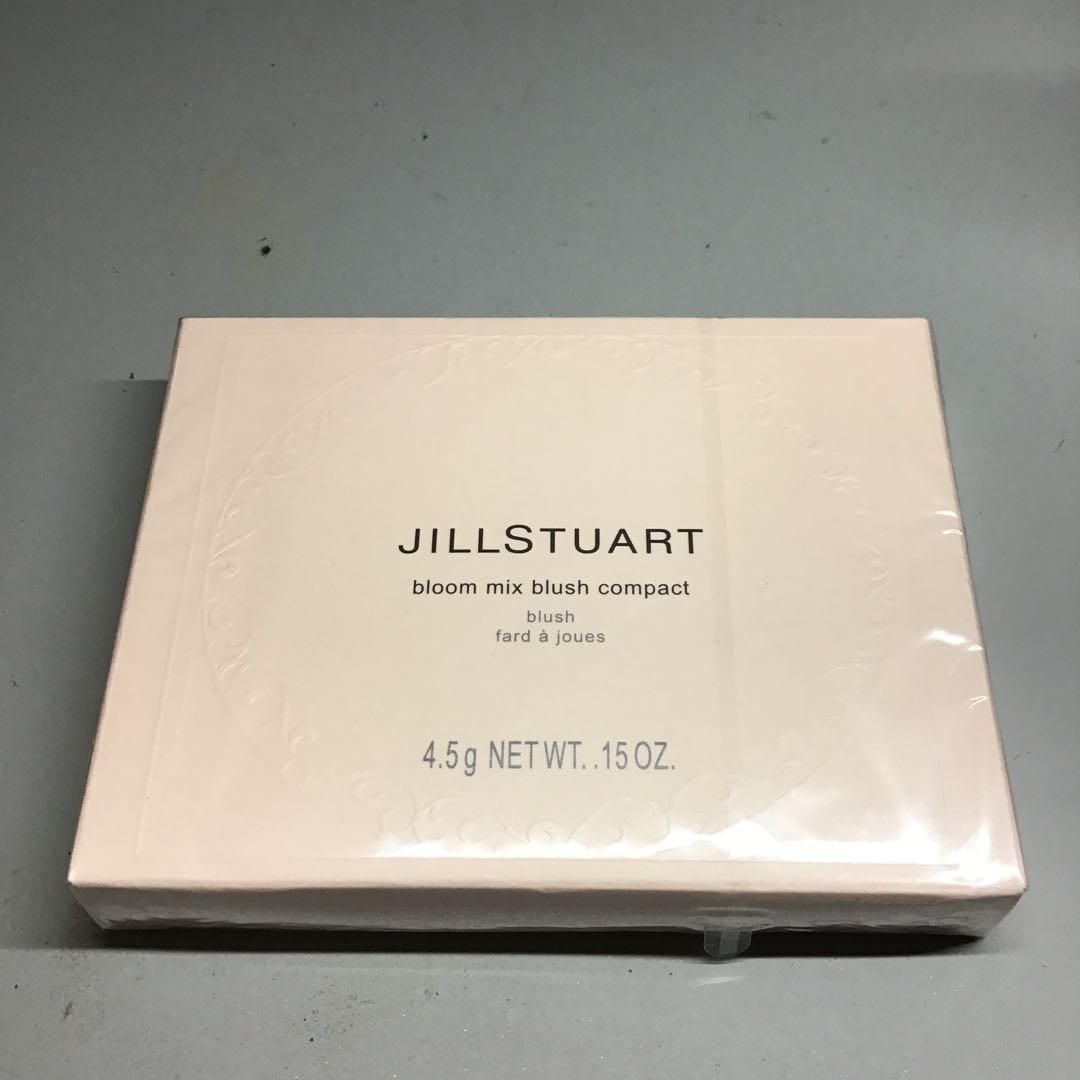 JILLSTUART
bloom mix blush compact
blush
fard à joues
4.5g NET WT. .15 OZ.